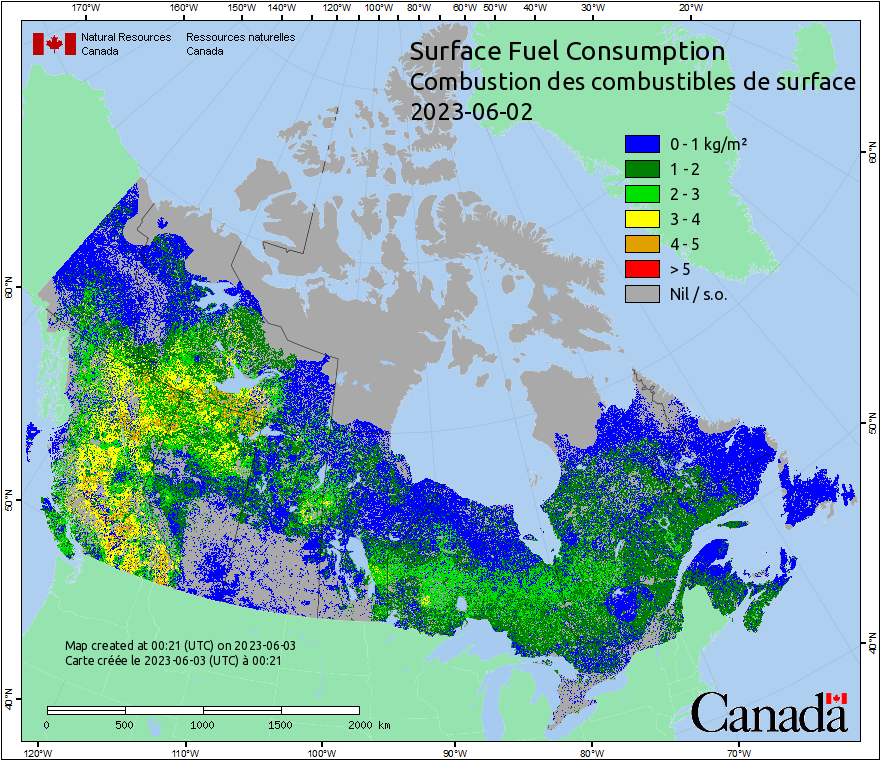 170°W 160°W 150°W 140°W 130°W 120°W 110°W 100°W 90°W 80°W 70°W 60°W 50°W 40°W 30°W 20°W
Natural Resources Ressources naturelles
Canada Canada
Surface Fuel Consumption
Combustion des combustibles de surface
2023-06-02
0 - 1 kg/m²
1 - 2
2 - 3
3 - 4
4 - 5
> 5
Nil / s.o.
60°N
60°N
50°N
50°N
40°N
40°N
Map created at 00:21 (UTC) on 2023-06-03
Carte créée le 2023-06-03 (UTC) à 00:21
0 500 1000 1500 2000 km
Canada
120°W 110°W 100°W 90°W 80°W 70°W